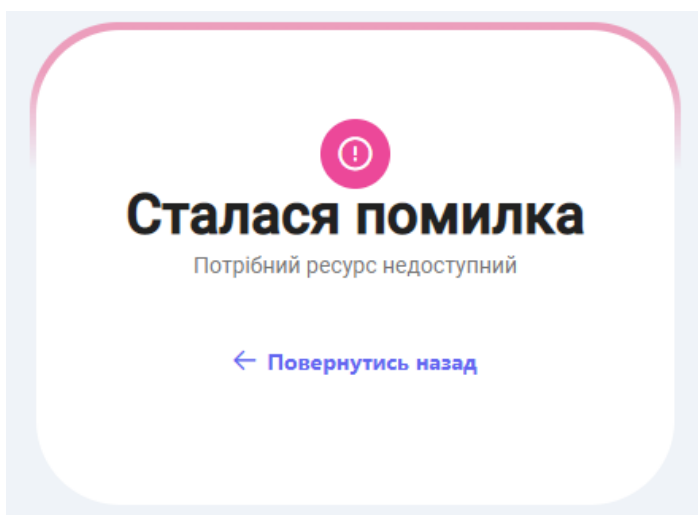 Сталася помилка
Потрібний ресурс недоступний
← Повернутись назад